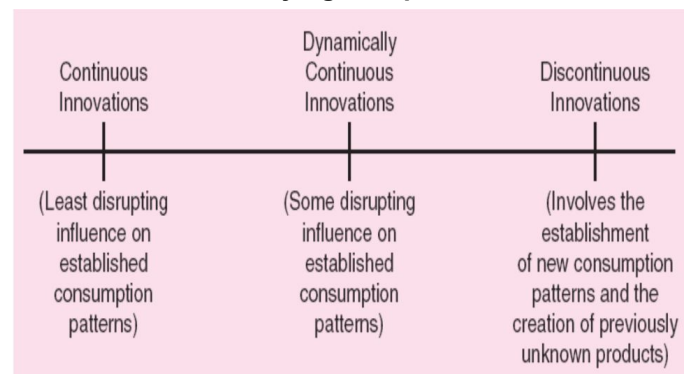 Continuous
Innovations
Dynamically
Continuous
Innovations
Discontinuous
Innovations
(Least disrupting
influence on
established
consumption
patterns)
(Some disrupting
influence on
established
consumption
patterns)
(Involves the
establishment
of new consumption
patterns and the
creation of previously
unknown products)